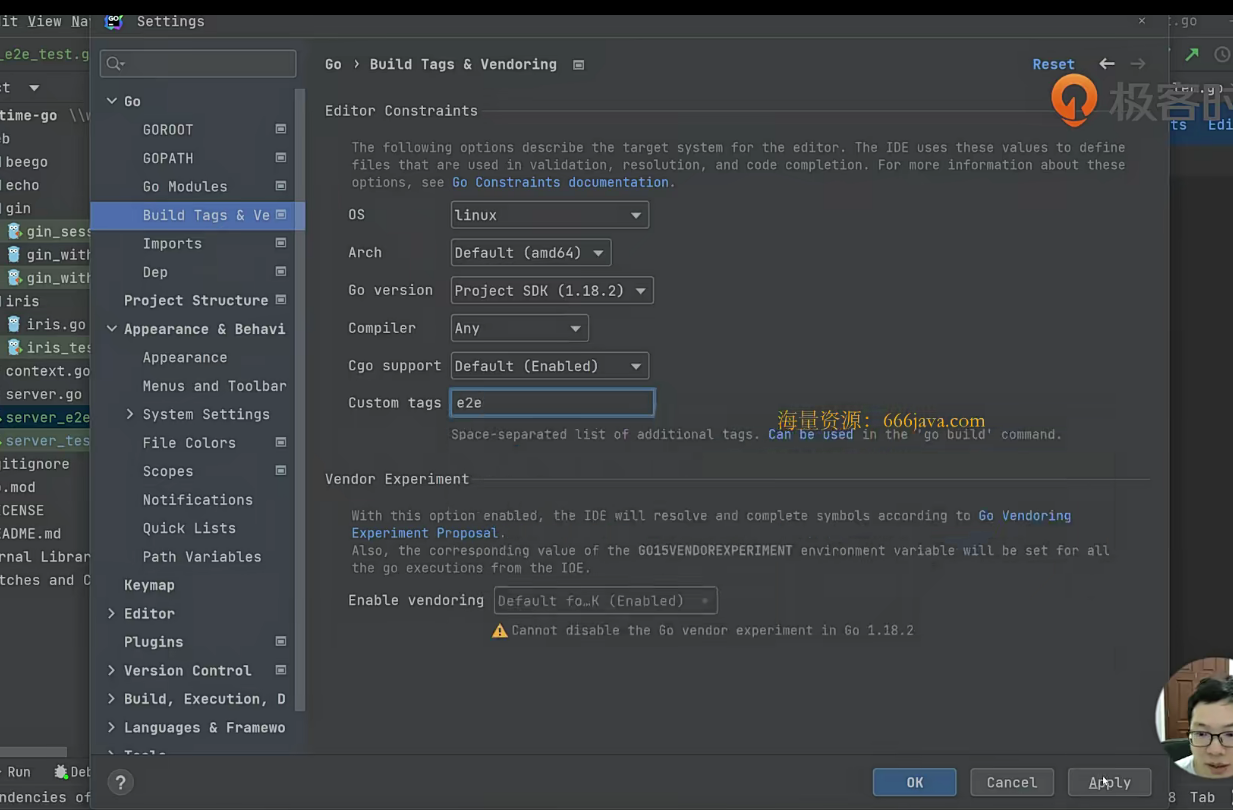 it View Na
Settings
t.go
_e2e_test.g
Go › Build Tags & Vendoring
Reset
ct
极客时
time-go
eb
Go
Editor Constraints
ts Edi
beego
GOROOT
The following options describe the target system for the editor. The IDE uses these values to define
echo
GOPATH
files that are used in validation, resolution, and code completion. For more information about these
gin
Go Modules
options, see Go Constraints documentation.
gin_sess
Build Tags & Ve
OS
linux
gin_with
Imports
Arch
Default (amd64)
gin_with
Dep
Go version
Project SDK (1.18.2)
iris
Project Structure
iris.go
Appearance & Behavi
Compiler
Any
iris_tes
Appearance
Cgo support
Default (Enabled)
context.go
Menus and Toolbar
server.go
System Settings
Custom tags
e2e
server_e2e
File Colors
海量资源：666java.com
server_tes
Space-separated list of additional tags. Can be used in the 'go build' command.
itignore
Scopes
Vendor Experiment
.mod
Notifications
With this option enabled, the IDE will resolve and complete symbols according to Go Vendoring
CENSE
Quick Lists
Experiment Proposal.
ADME.md
Path Variables
Also, the corresponding value of the GO15VENDOREXPERIMENT environment variable will be set for all
rnal Librar
the go executions from the IDE.
tches and C
Keymap
Enable vendoring
Default fo…K (Enabled)
Editor
Cannot disable the Go vendor experiment in Go 1.18.2
Plugins
Version Control
Build, Execution, D
Languages & Framewo
Tools
Run
Deb
?
OK
Cancel
Apply
ndencies of
8 Tab